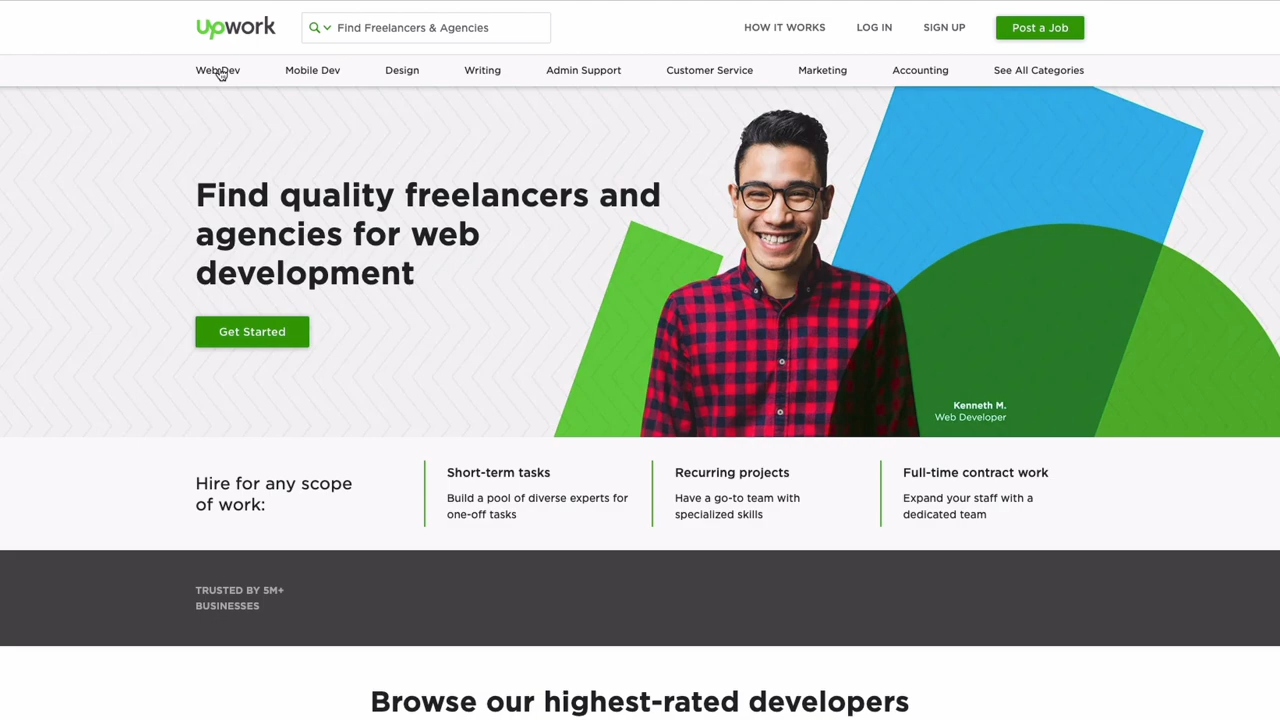 Upwork
Find Freelancers & Agencies
HOW IT WORKS
LOG IN
SIGN UP
Post a Job
Web Dev
Mobile Dev
Design
Writing
Admin Support
Customer Service
Marketing
Accounting
See All Categories
Find quality freelancers and
agencies for web
development
Get Started
Kenneth M.
Web Developer
Hire for any scope
of work:
Short-term tasks
Build a pool of diverse experts for
one-off tasks
Recurring projects
Have a go-to team with
specialized skills
Full-time contract work
Expand your staff with a
dedicated team
TRUSTED BY 5M+
BUSINESSES
Browse our highest-rated developers